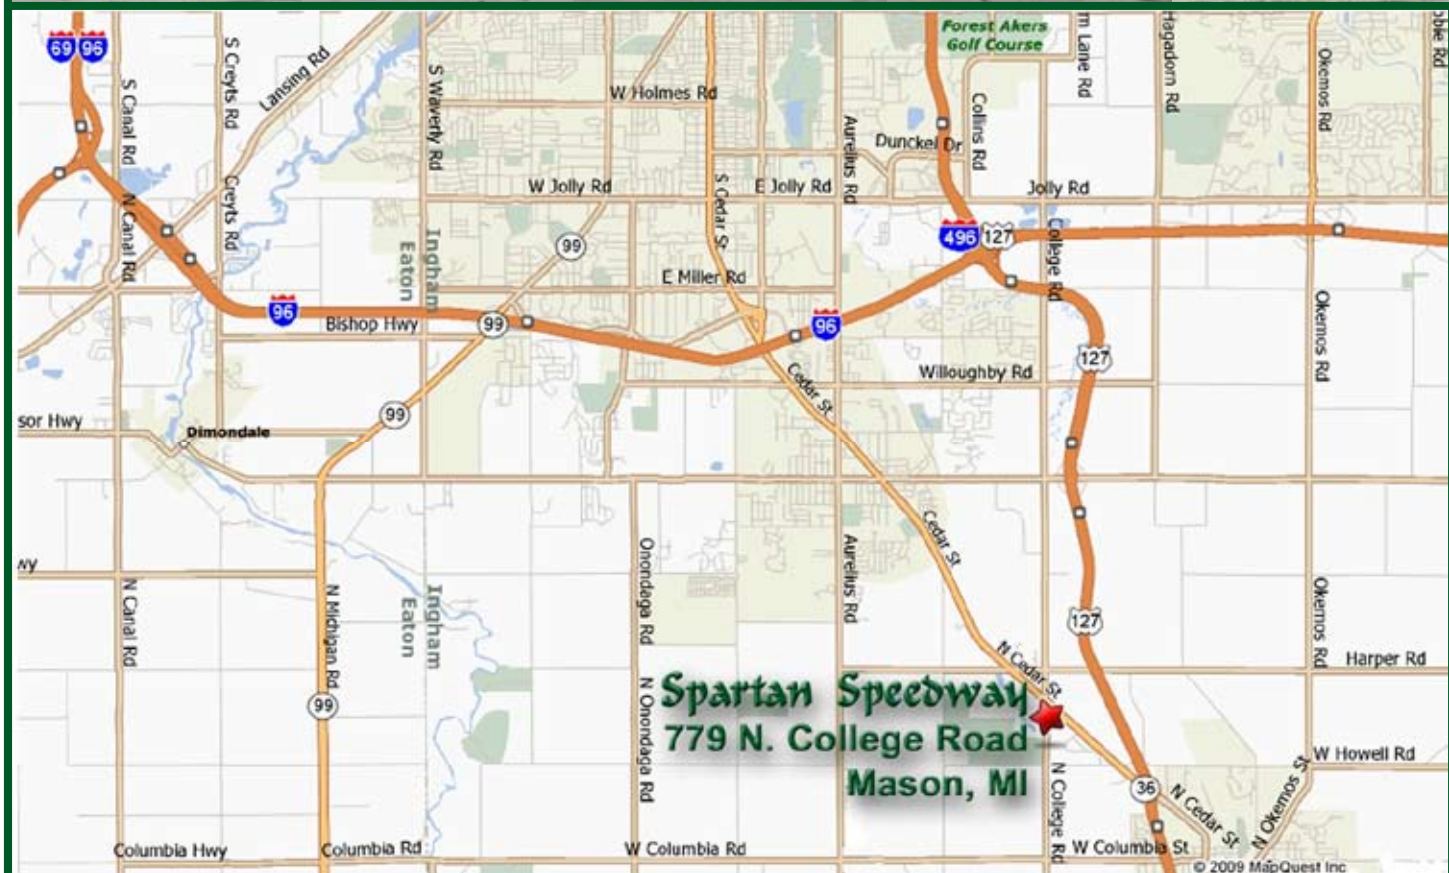 Forest Akers
Golf Course
69
96
S Canal Rd
S Creyts Rd
Lansing Rd
S Waverly Rd
W Holmes Rd
Aurelius Rd
Dunckel Dr
Collins Rd
Lane Rd
Hagadorn Rd
Okemos Rd
N Canal Rd
Creyts Rd
W Jolly Rd
S Cedar St
E Jolly Rd
Jolly Rd
Eaton
Ingham
99
E Miller Rd
496
127
College Rd
96
Bishop Hwy
99
96
Okemos Rd
127
Willoughby Rd
Cedar St
99
sor Hwy
Dimondale
Cedar St
wy
N Canal Rd
N Michigan Rd
Eaton
Ingham
Onondaga Rd
Aurelius Rd
127
Okemos Rd
N Cedar St
Harper Rd
Spartan Speedway
779 N. College Road
Mason, MI
99
N Onondaga Rd
N College Rd
36
N Cedar St
N Okemos St
W Howell Rd
Columbia Hwy
Columbia Rd
W Columbia Rd
W Columbia St
© 2009 MapQuest Inc